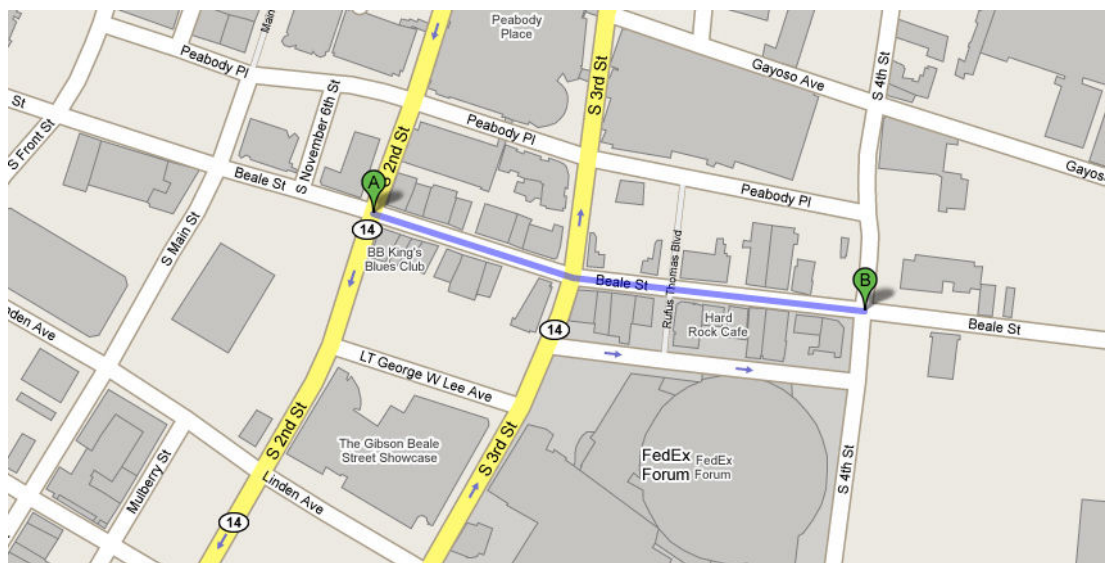 Main
Peabody
Place
Peabody Pl
S 3rd St
Gayoso Ave
S 4th St
St
S Front St
S November 6th St
2nd St
Peabody Pl
Gayoso
Beale St
A
Peabody Pl
14
BB King's
Blues Club
S Main St
Rufus Thomas Blvd
Beale St
B
Hard
Rock Cafe
Beale St
14
LT George W Lee Ave
Linden Ave
S 2nd St
The Gibson Beale
Street Showcase
S 3rd St
FedEx
Forum
FedEx
Forum
S 4th St
Mulberry St
Linden Ave
14